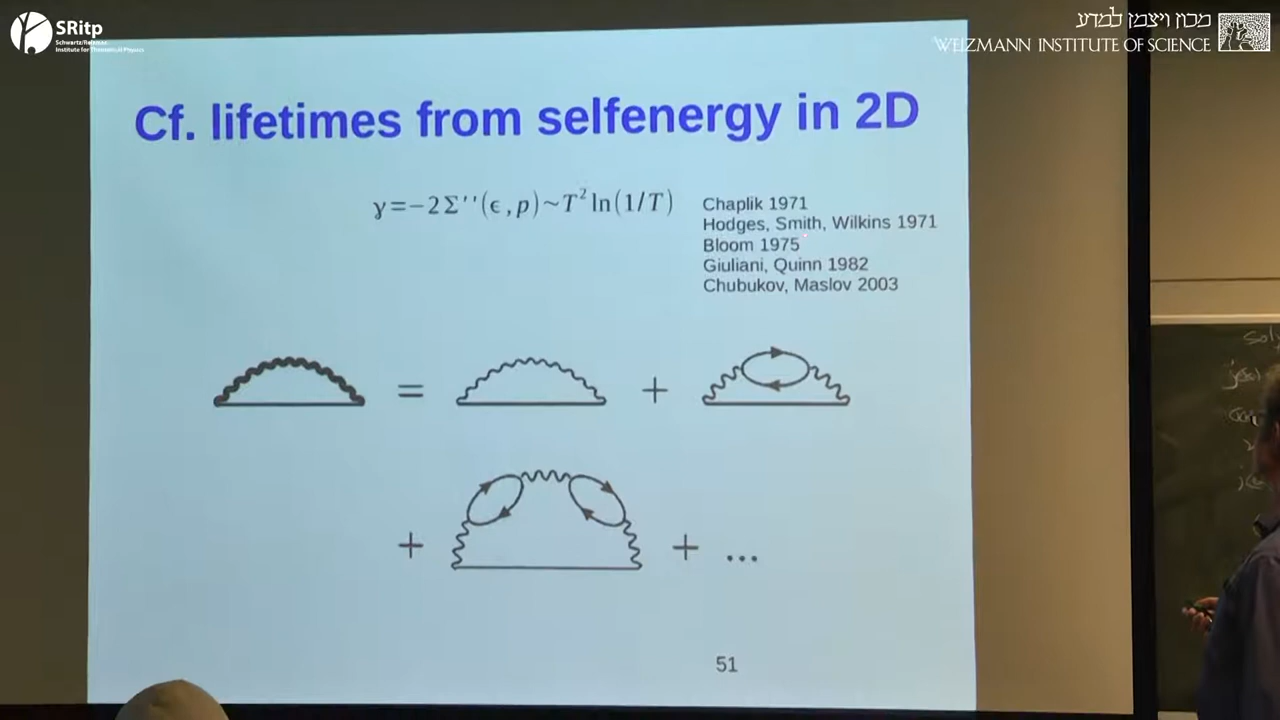 SRitp
Schwartz/Reisman
Institute for Theoretical Physics
מכון ויצמן למדע
WEIZMANN INSTITUTE OF SCIENCE
Cf. lifetimes from selfenergy in 2D
γ=−2Σ''(ϵ,p)~T²ln(1/T)
Chaplik 1971
Hodges, Smith, Wilkins 1971
Bloom 1975
Giuliani, Quinn 1982
Chubukov, Maslov 2003
= +
+ + ...
51